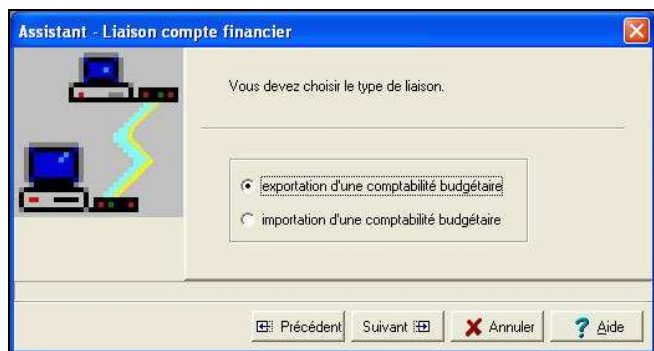 Assistant - Liaison compte financier
Vous devez choisir le type de liaison.
exportation d'une comptabilité budgétaire
importation d'une comptabilité budgétaire
Précédent Suivant Annuler Aide